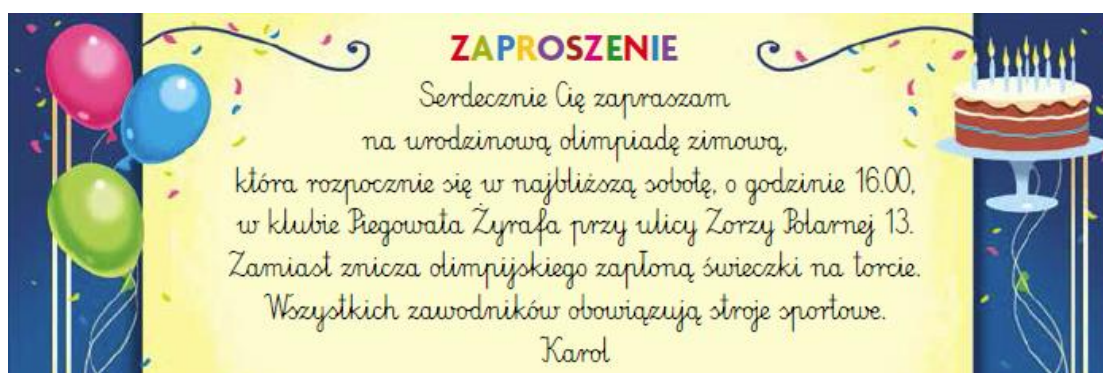 ZAPROSZENIE
Serdecznie Cię zapraszam
na urodzinową olimpiadę zimową,
która rozpocznie się w najbliższą sobotę, o godzinie 16.00,
w klubie Piegowata Żyrafa przy ulicy Zorzy Polarnej 13.
Zamiast znicza olimpijskiego zapłoną świeczki na torcie.
Wszystkich zawodników obowiązują stroje sportowe.
Karol